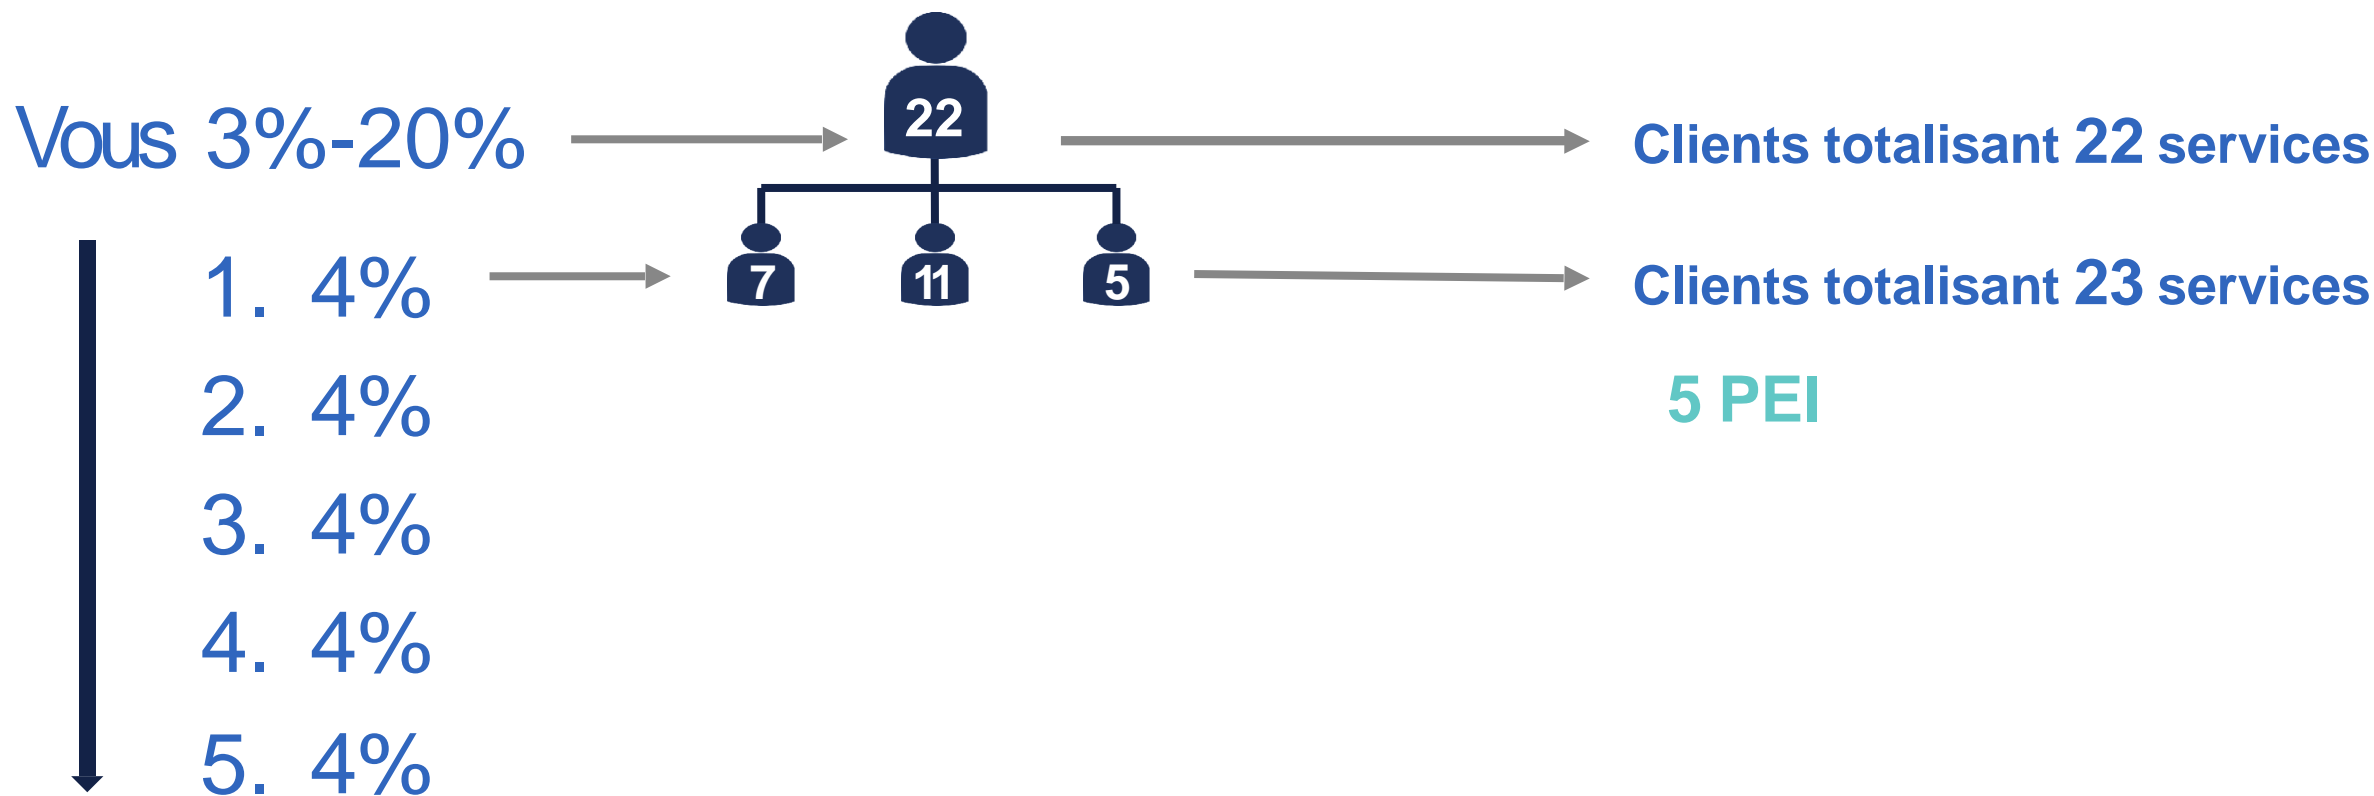 22
Vous 3%-20%
Clients totalisant 22 services
1. 4%
7 11 5
Clients totalisant 23 services
2. 4%
5 PEI
3. 4%
4. 4%
5. 4%